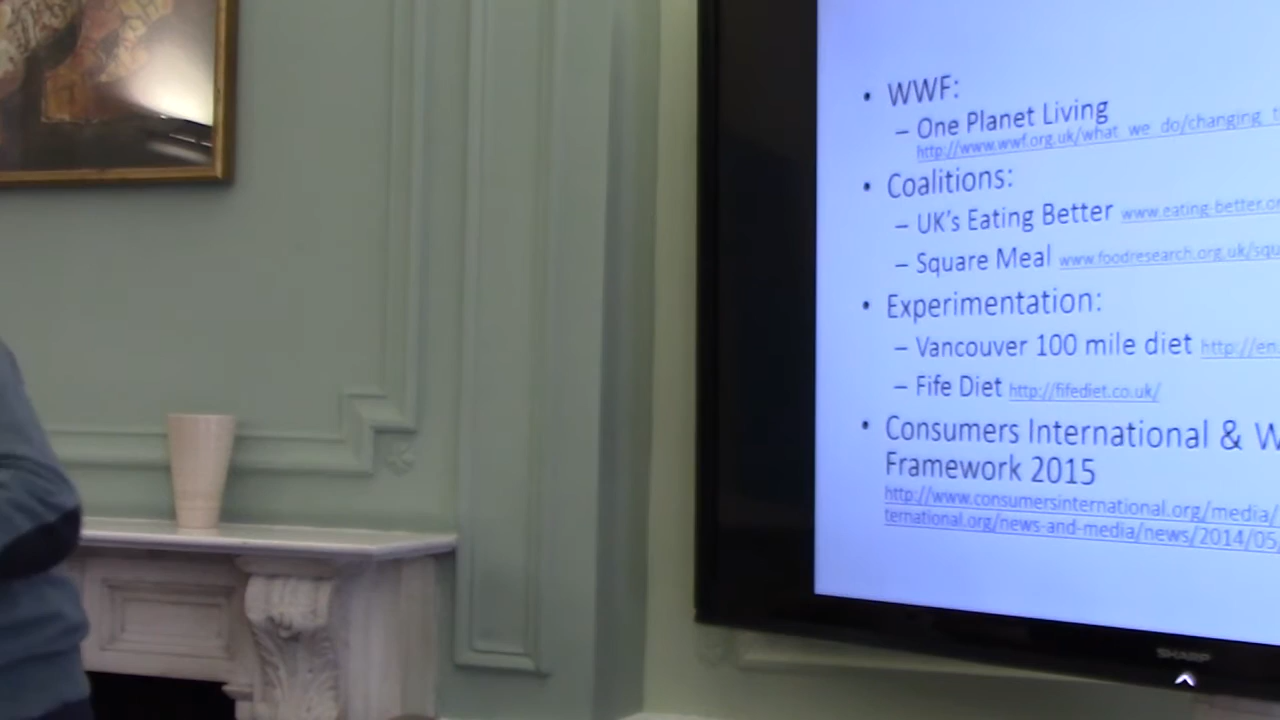 • WWF:
– One Planet Living
http://www.wwf.org.uk/what_we_do/changing_t
• Coalitions:
– UK's Eating Better www.eating-better.or
– Square Meal www.foodresearch.org.uk/squ
• Experimentation:
– Vancouver 100 mile diet http://en.
– Fife Diet http://fifediet.co.uk/
• Consumers International & W
Framework 2015
http://www.consumersinternational.org/media/
ternational.org/news-and-media/news/2014/05
SHARP